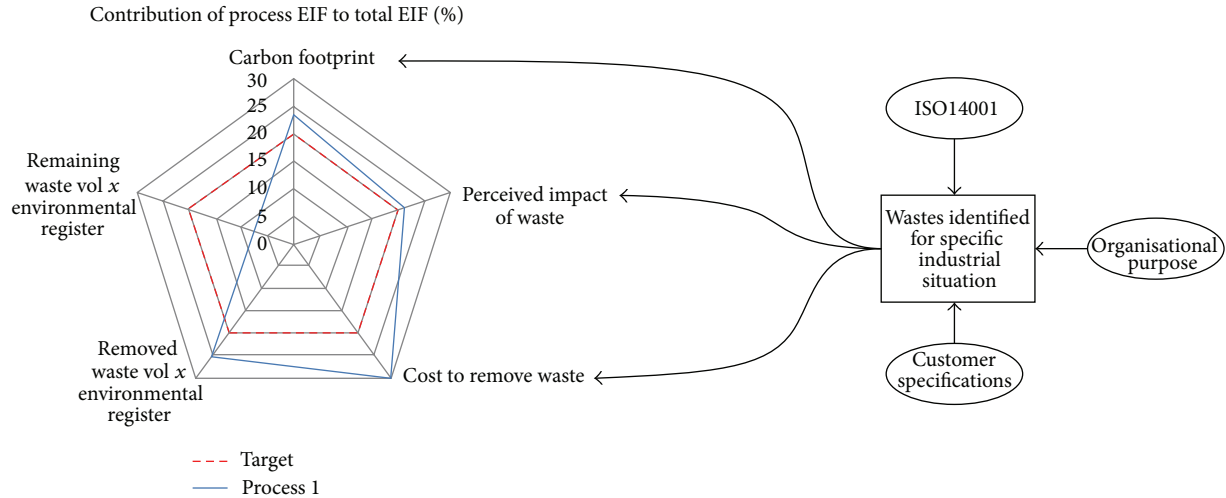 Contribution of process EIF to total EIF (%)
Carbon footprint
30
25
20
15
10
5
0
Remaining
waste vol x
environmental
register
Perceived impact
of waste
Removed
waste vol x
environmental
register
Cost to remove waste
Target
Process 1
ISO14001
Wastes identified
for specific
industrial
situation
Organisational
purpose
Customer
specifications